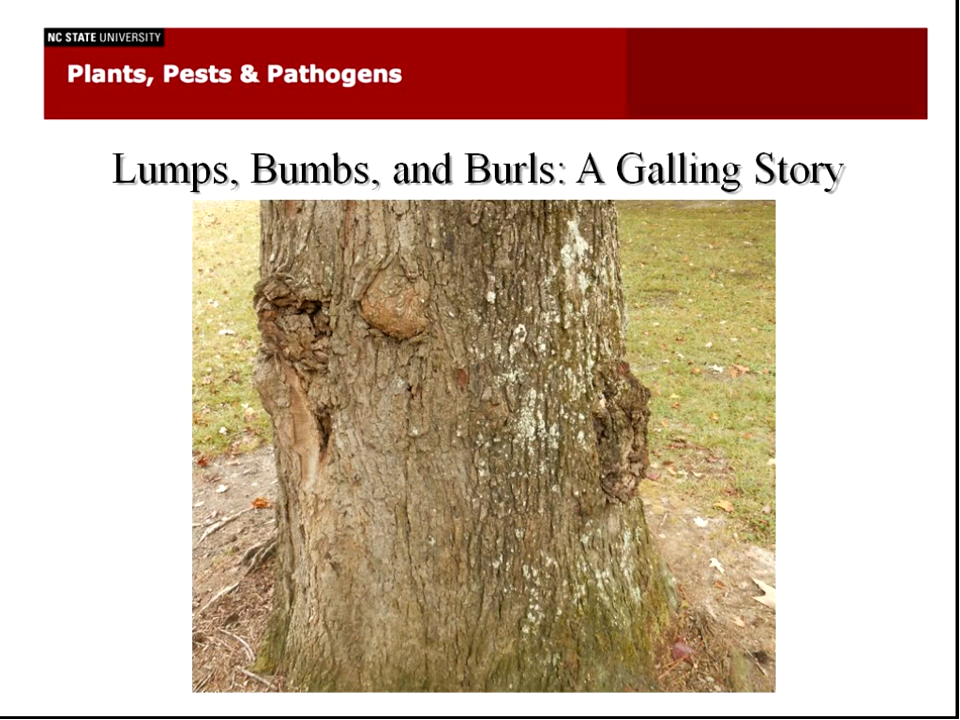 NC STATE UNIVERSITY
Plants, Pests & Pathogens
Lumps, Bumbs, and Burls: A Galling Story